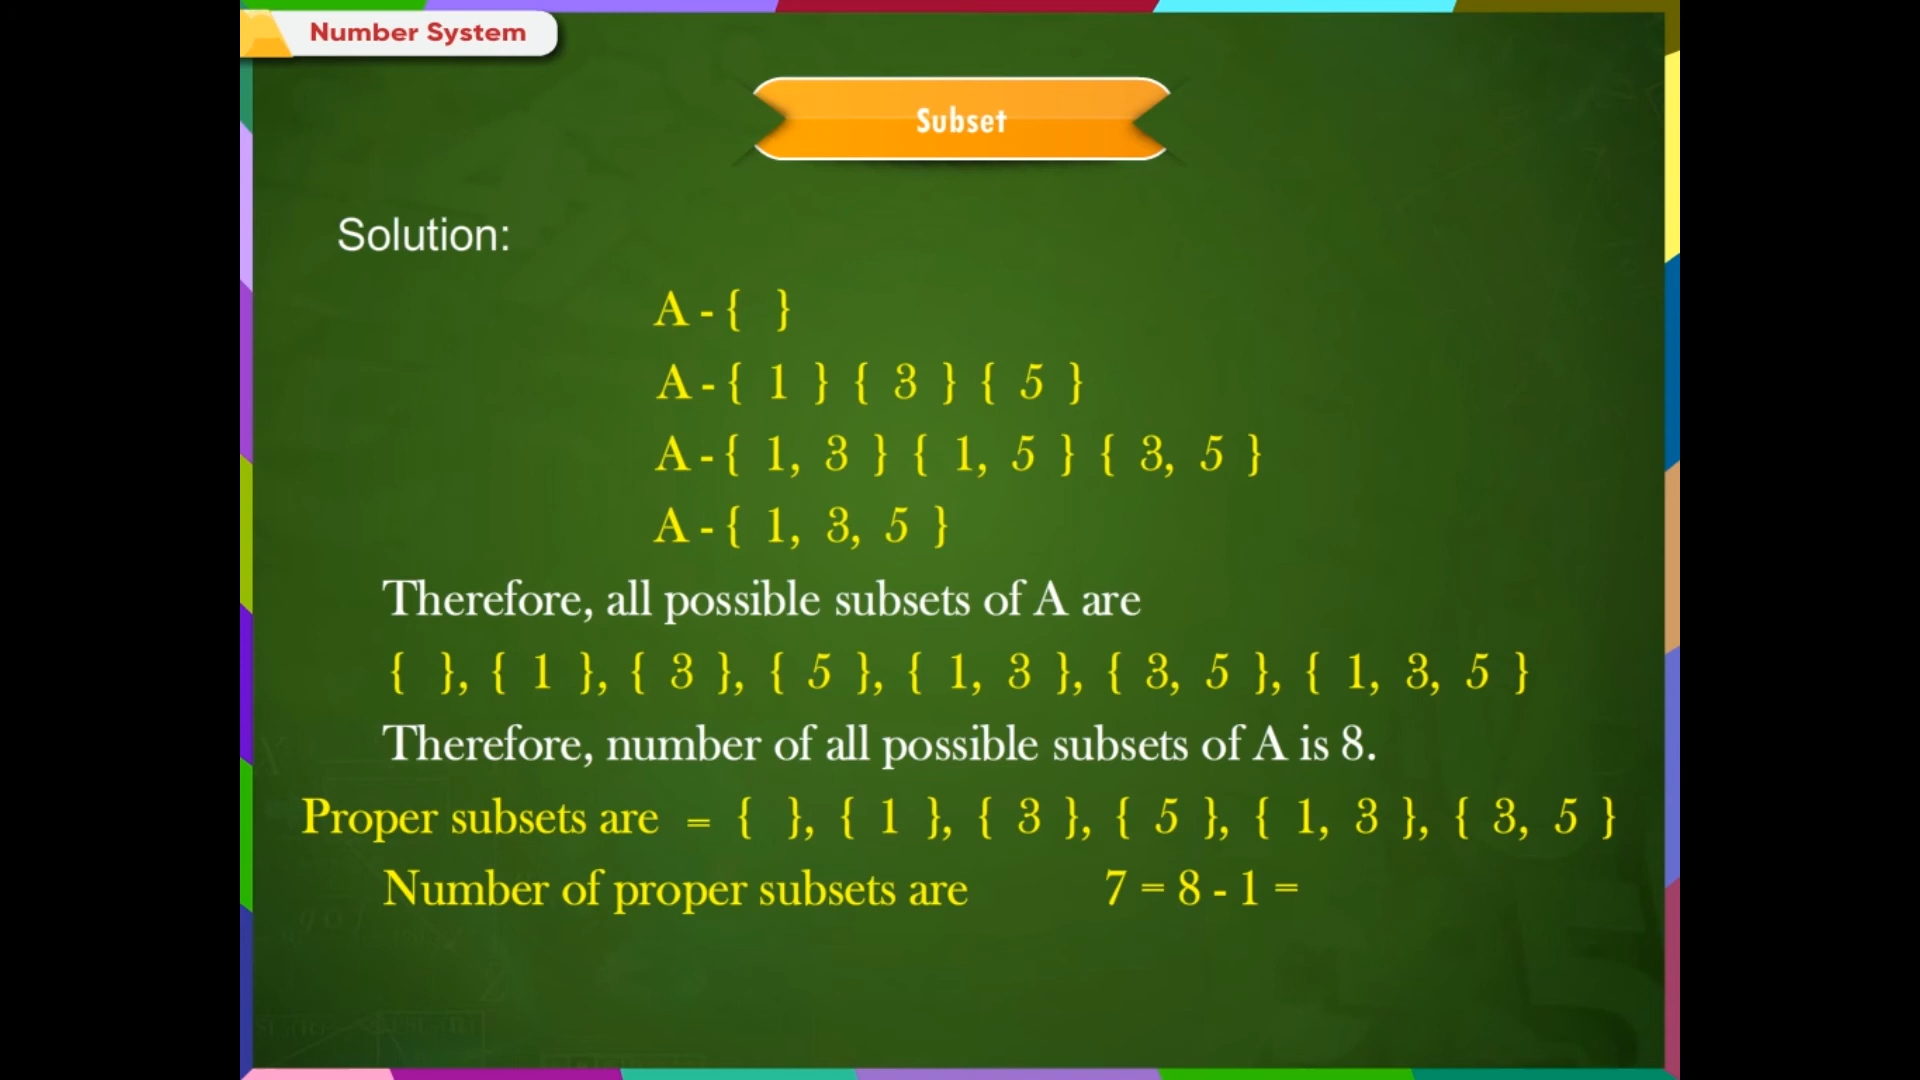 Number System
Subset
Solution:
A - { }
A - { 1 } { 3 } { 5 }
A - { 1, 3 } { 1, 5 } { 3, 5 }
A - { 1, 3, 5 }
Therefore, all possible subsets of A are
{ }, { 1 }, { 3 }, { 5 }, { 1, 3 }, { 3, 5 }, { 1, 3, 5 }
Therefore, number of all possible subsets of A is 8.
Proper subsets are = { }, { 1 }, { 3 }, { 5 }, { 1, 3 }, { 3, 5 }
Number of proper subsets are 7 = 8 - 1 =